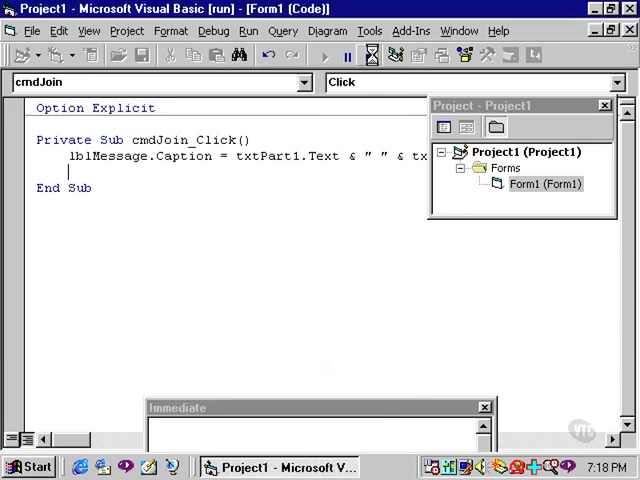 Project1 - Microsoft Visual Basic [run] - [Form1 (Code)]
File Edit View Project Format Debug Run Query Diagram Tools Add-Ins Window Help
cmdJoin Click
Option Explicit
Project - Project1
Private Sub cmdJoin_Click()
lblMessage.Caption = txtPart1.Text & " " & tx
End Sub
Project1 (Project1)
Forms
Form1 (Form1)
Immediate
VTC
Start Project1 - Microsoft V... 7:18 PM